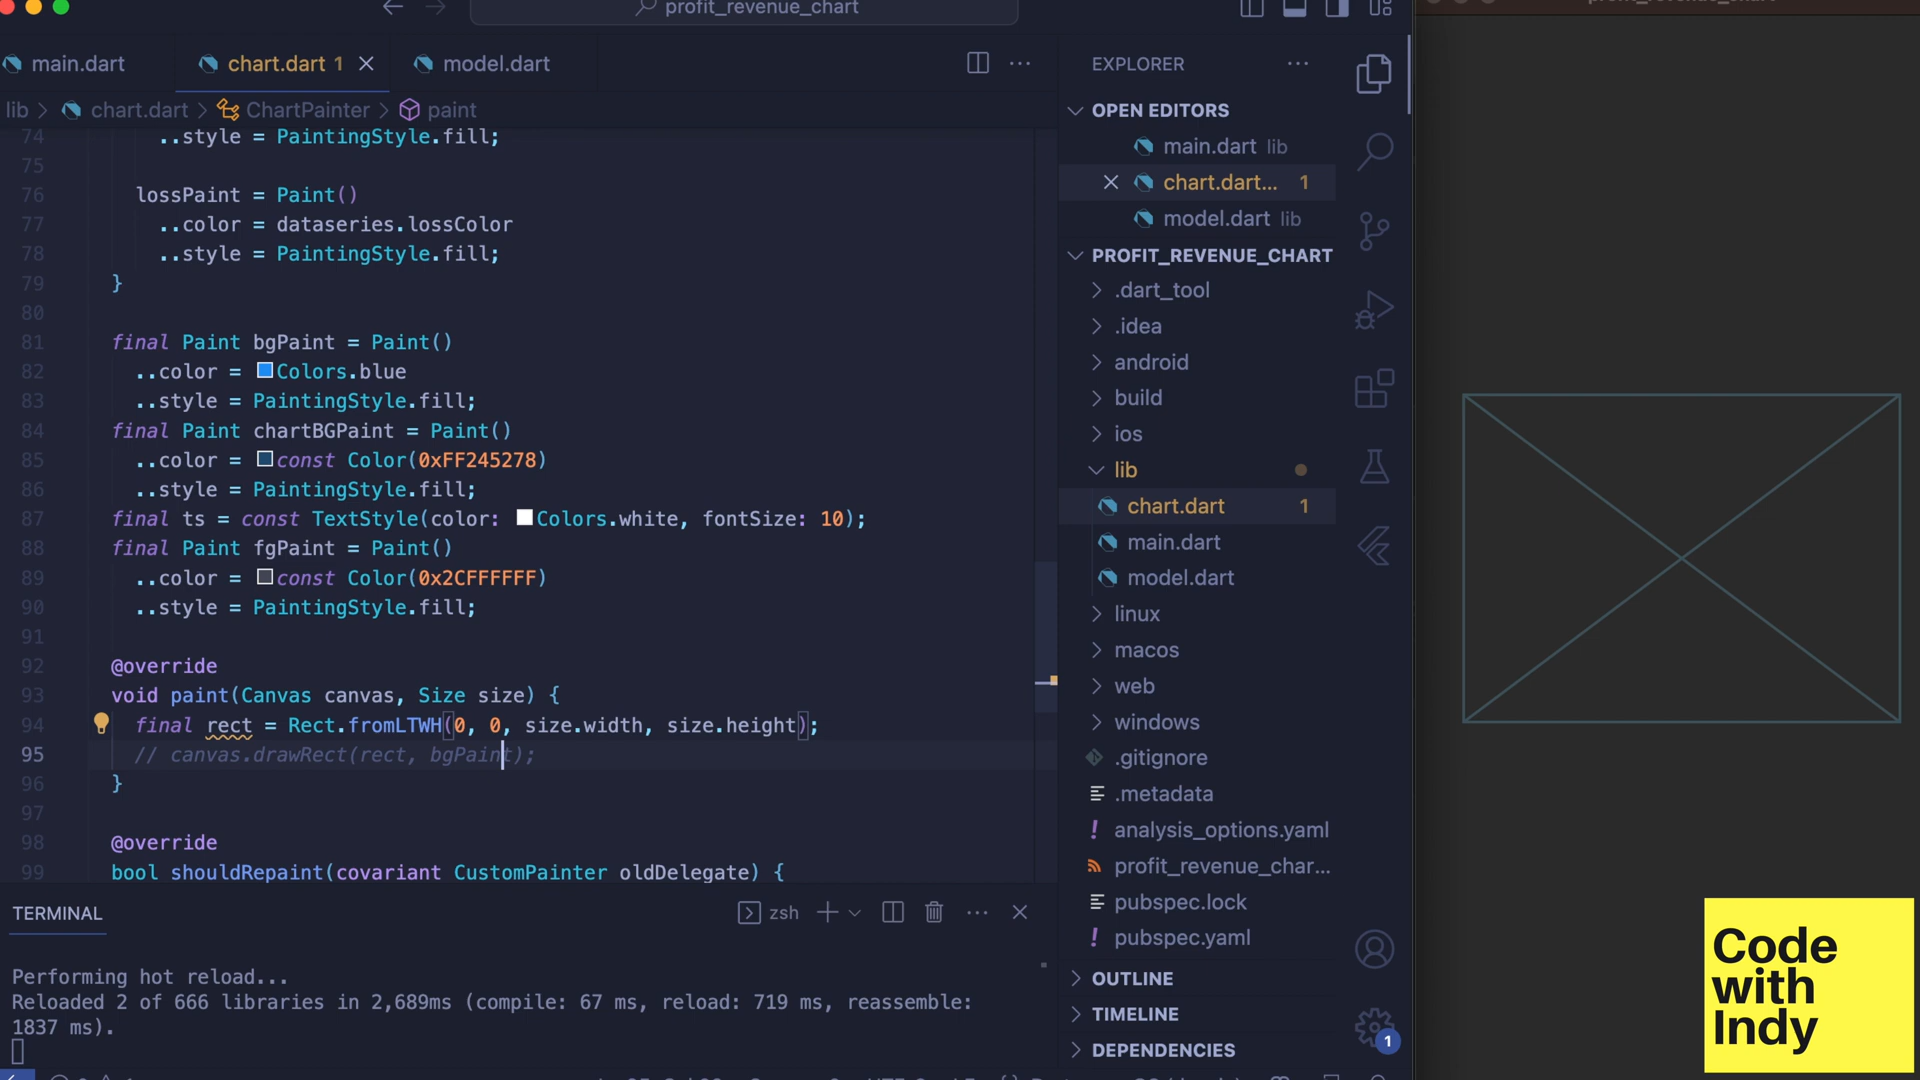 profit_revenue_chart
main.dart
chart.dart 1
model.dart
lib > chart.dart > ChartPainter > paint
74 ..style = PaintingStyle.fill;
75
76 lossPaint = Paint()
77 ..color = dataseries.lossColor
78 ..style = PaintingStyle.fill;
79 }
80
81 final Paint bgPaint = Paint()
82 ..color = Colors.blue
83 ..style = PaintingStyle.fill;
84 final Paint chartBGPaint = Paint()
85 ..color = const Color(0xFF245278)
86 ..style = PaintingStyle.fill;
87 final ts = const TextStyle(color: Colors.white, fontSize: 10);
88 final Paint fgPaint = Paint()
89 ..color = const Color(0x2CFFFFFF)
90 ..style = PaintingStyle.fill;
91
92 @override
93 void paint(Canvas canvas, Size size) {
94 final rect = Rect.fromLTWH(0, 0, size.width, size.height);
95 // canvas.drawRect(rect, bgPaint);
96 }
97
98 @override
99 bool shouldRepaint(covariant CustomPainter oldDelegate) {
TERMINAL
zsh
Performing hot reload...
Reloaded 2 of 666 libraries in 2,689ms (compile: 67 ms, reload: 719 ms, reassemble:
1837 ms).
EXPLORER
OPEN EDITORS
main.dart lib
chart.dart... 1
model.dart lib
PROFIT_REVENUE_CHART
.dart_tool
.idea
android
build
ios
lib
chart.dart 1
main.dart
model.dart
linux
macos
web
windows
.gitignore
.metadata
analysis_options.yaml
profit_revenue_char...
pubspec.lock
pubspec.yaml
OUTLINE
TIMELINE
DEPENDENCIES
1
Code
with
Indy